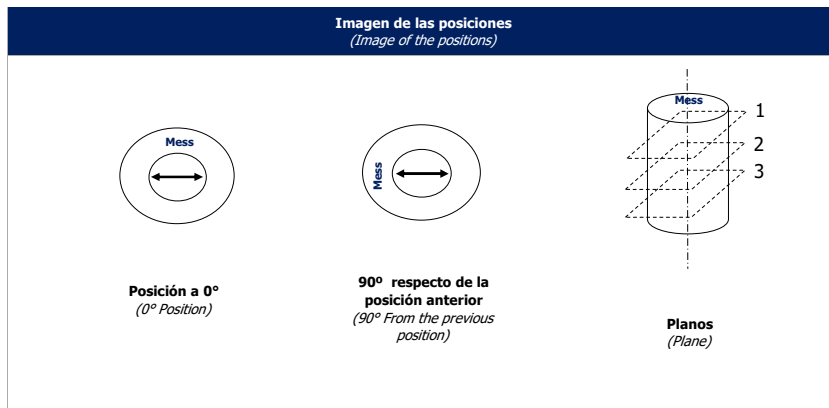 Imagen de las posiciones
(Image of the positions)
Mess
Mess
Mess
1
2
3
Posición a 0°
(0° Position)
90º respecto de la
posición anterior
(90° From the previous
position)
Planos
(Plane)